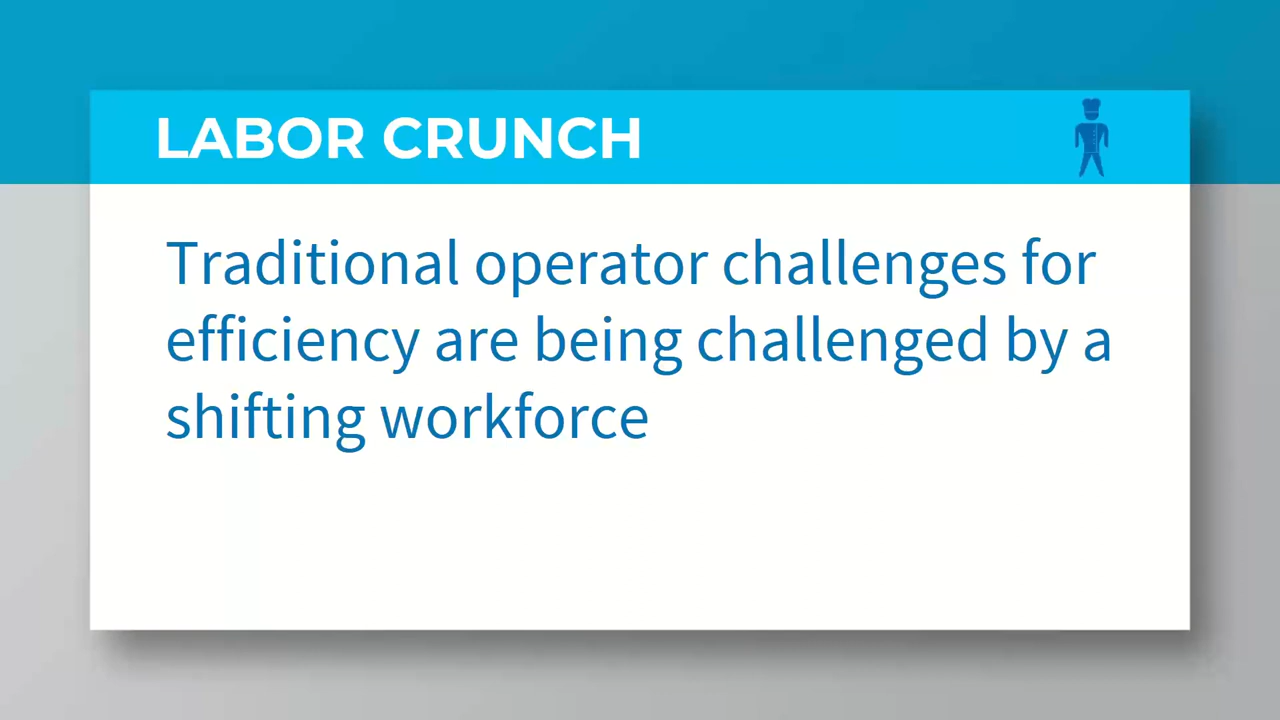 LABOR CRUNCH
Traditional operator challenges for
efficiency are being challenged by a
shifting workforce